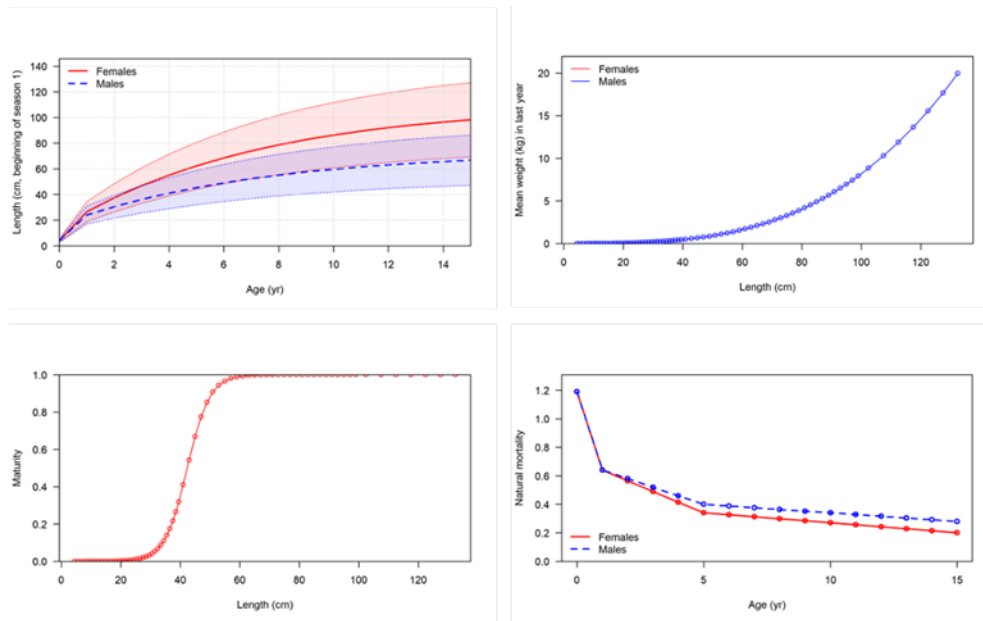 140
120
100
80
60
40
20
0
Length (cm, beginning of season 1)
Females
Males
0 2 4 6 8 10 12 14
Age (yr)
20
15
10
5
0
Mean weight (kg) in last year
Females
Males
0 20 40 60 80 100 120
Length (cm)
1.0
0.8
0.6
0.4
0.2
0.0
Maturity
0 20 40 60 80 100 120
Length (cm)
1.2
1.0
0.8
0.6
0.4
0.2
0.0
Natural mortality
Females
Males
0 5 10 15
Age (yr)